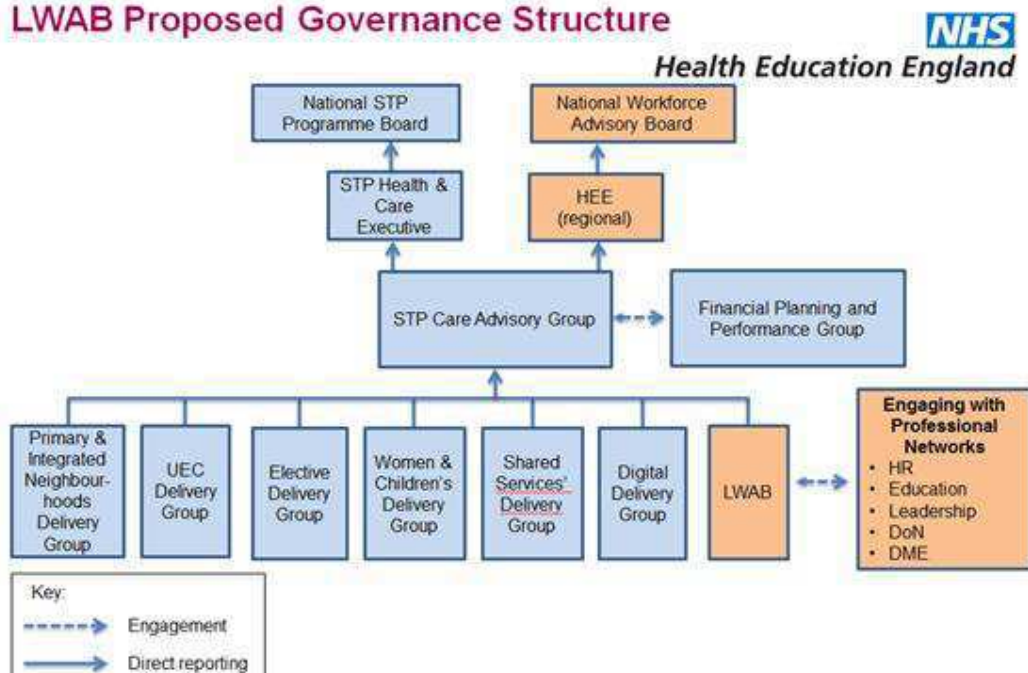 LWAB Proposed Governance Structure
NHS
Health Education England
National STP
Programme Board
National Workforce
Advisory Board
STP Health &
Care
Executive
HEE
(regional)
STP Care Advisory Group
Financial Planning and
Performance Group
Primary &
Integrated
Neighbour-
hoods
Delivery
Group
UEC
Delivery
Group
Elective
Delivery
Group
Women &
Children's
Delivery
Group
Shared
Services'
Delivery
Group
Digital
Delivery
Group
LWAB
Engaging with
Professional
Networks
• HR
• Education
• Leadership
• DoN
• DME
Key:
Engagement
Direct reporting